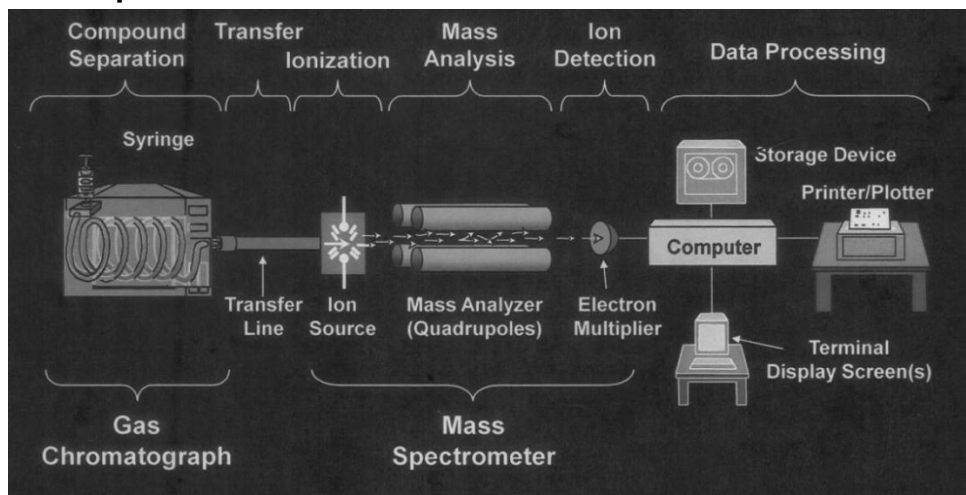 Compound
Separation
Transfer
Ionization
Mass
Analysis
Ion
Detection
Data Processing
Syringe
Storage Device
Printer/Plotter
Computer
Transfer
Line
Ion
Source
Mass Analyzer
(Quadrupoles)
Electron
Multiplier
Terminal
Display Screen(s)
Gas
Chromatograph
Mass
Spectrometer